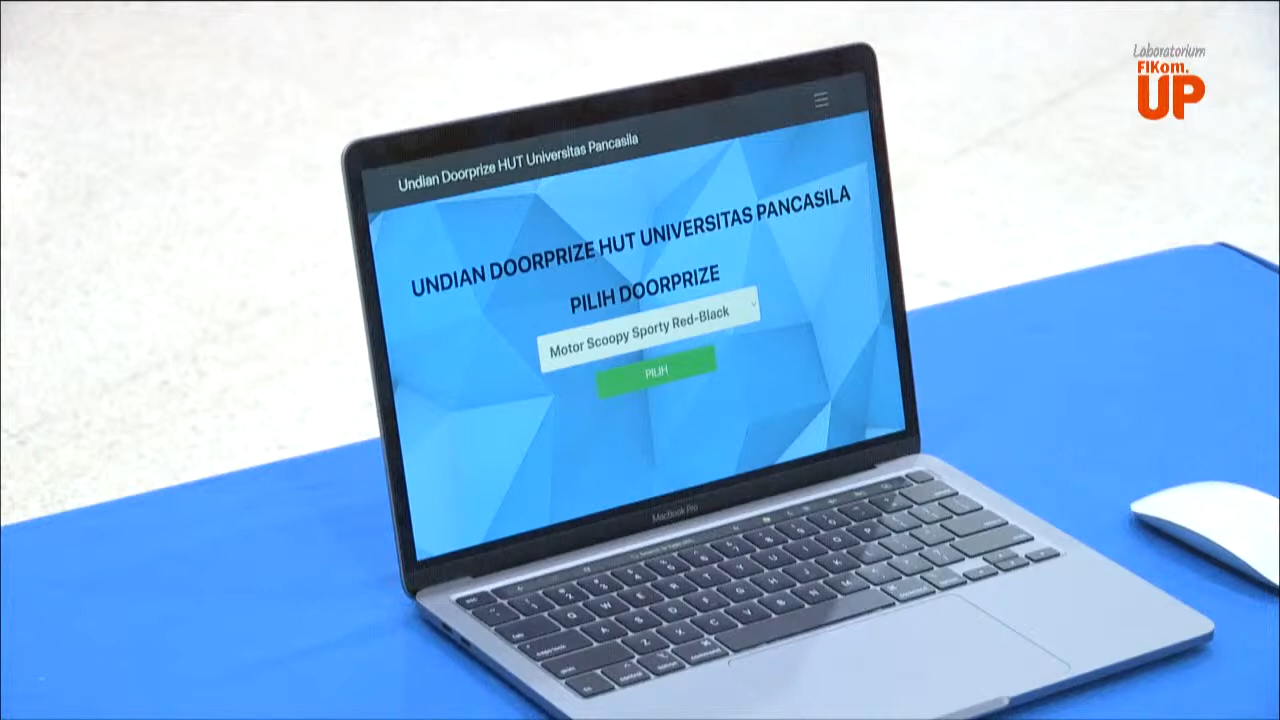 Laboratorium
FIKom.
UP
Undian Doorprize HUT Universitas Pancasila
UNDIAN DOORPRIZE HUT UNIVERSITAS PANCASILA
PILIH DOORPRIZE
Motor Scoopy Sporty Red-Black
PILIH
MacBook Pro